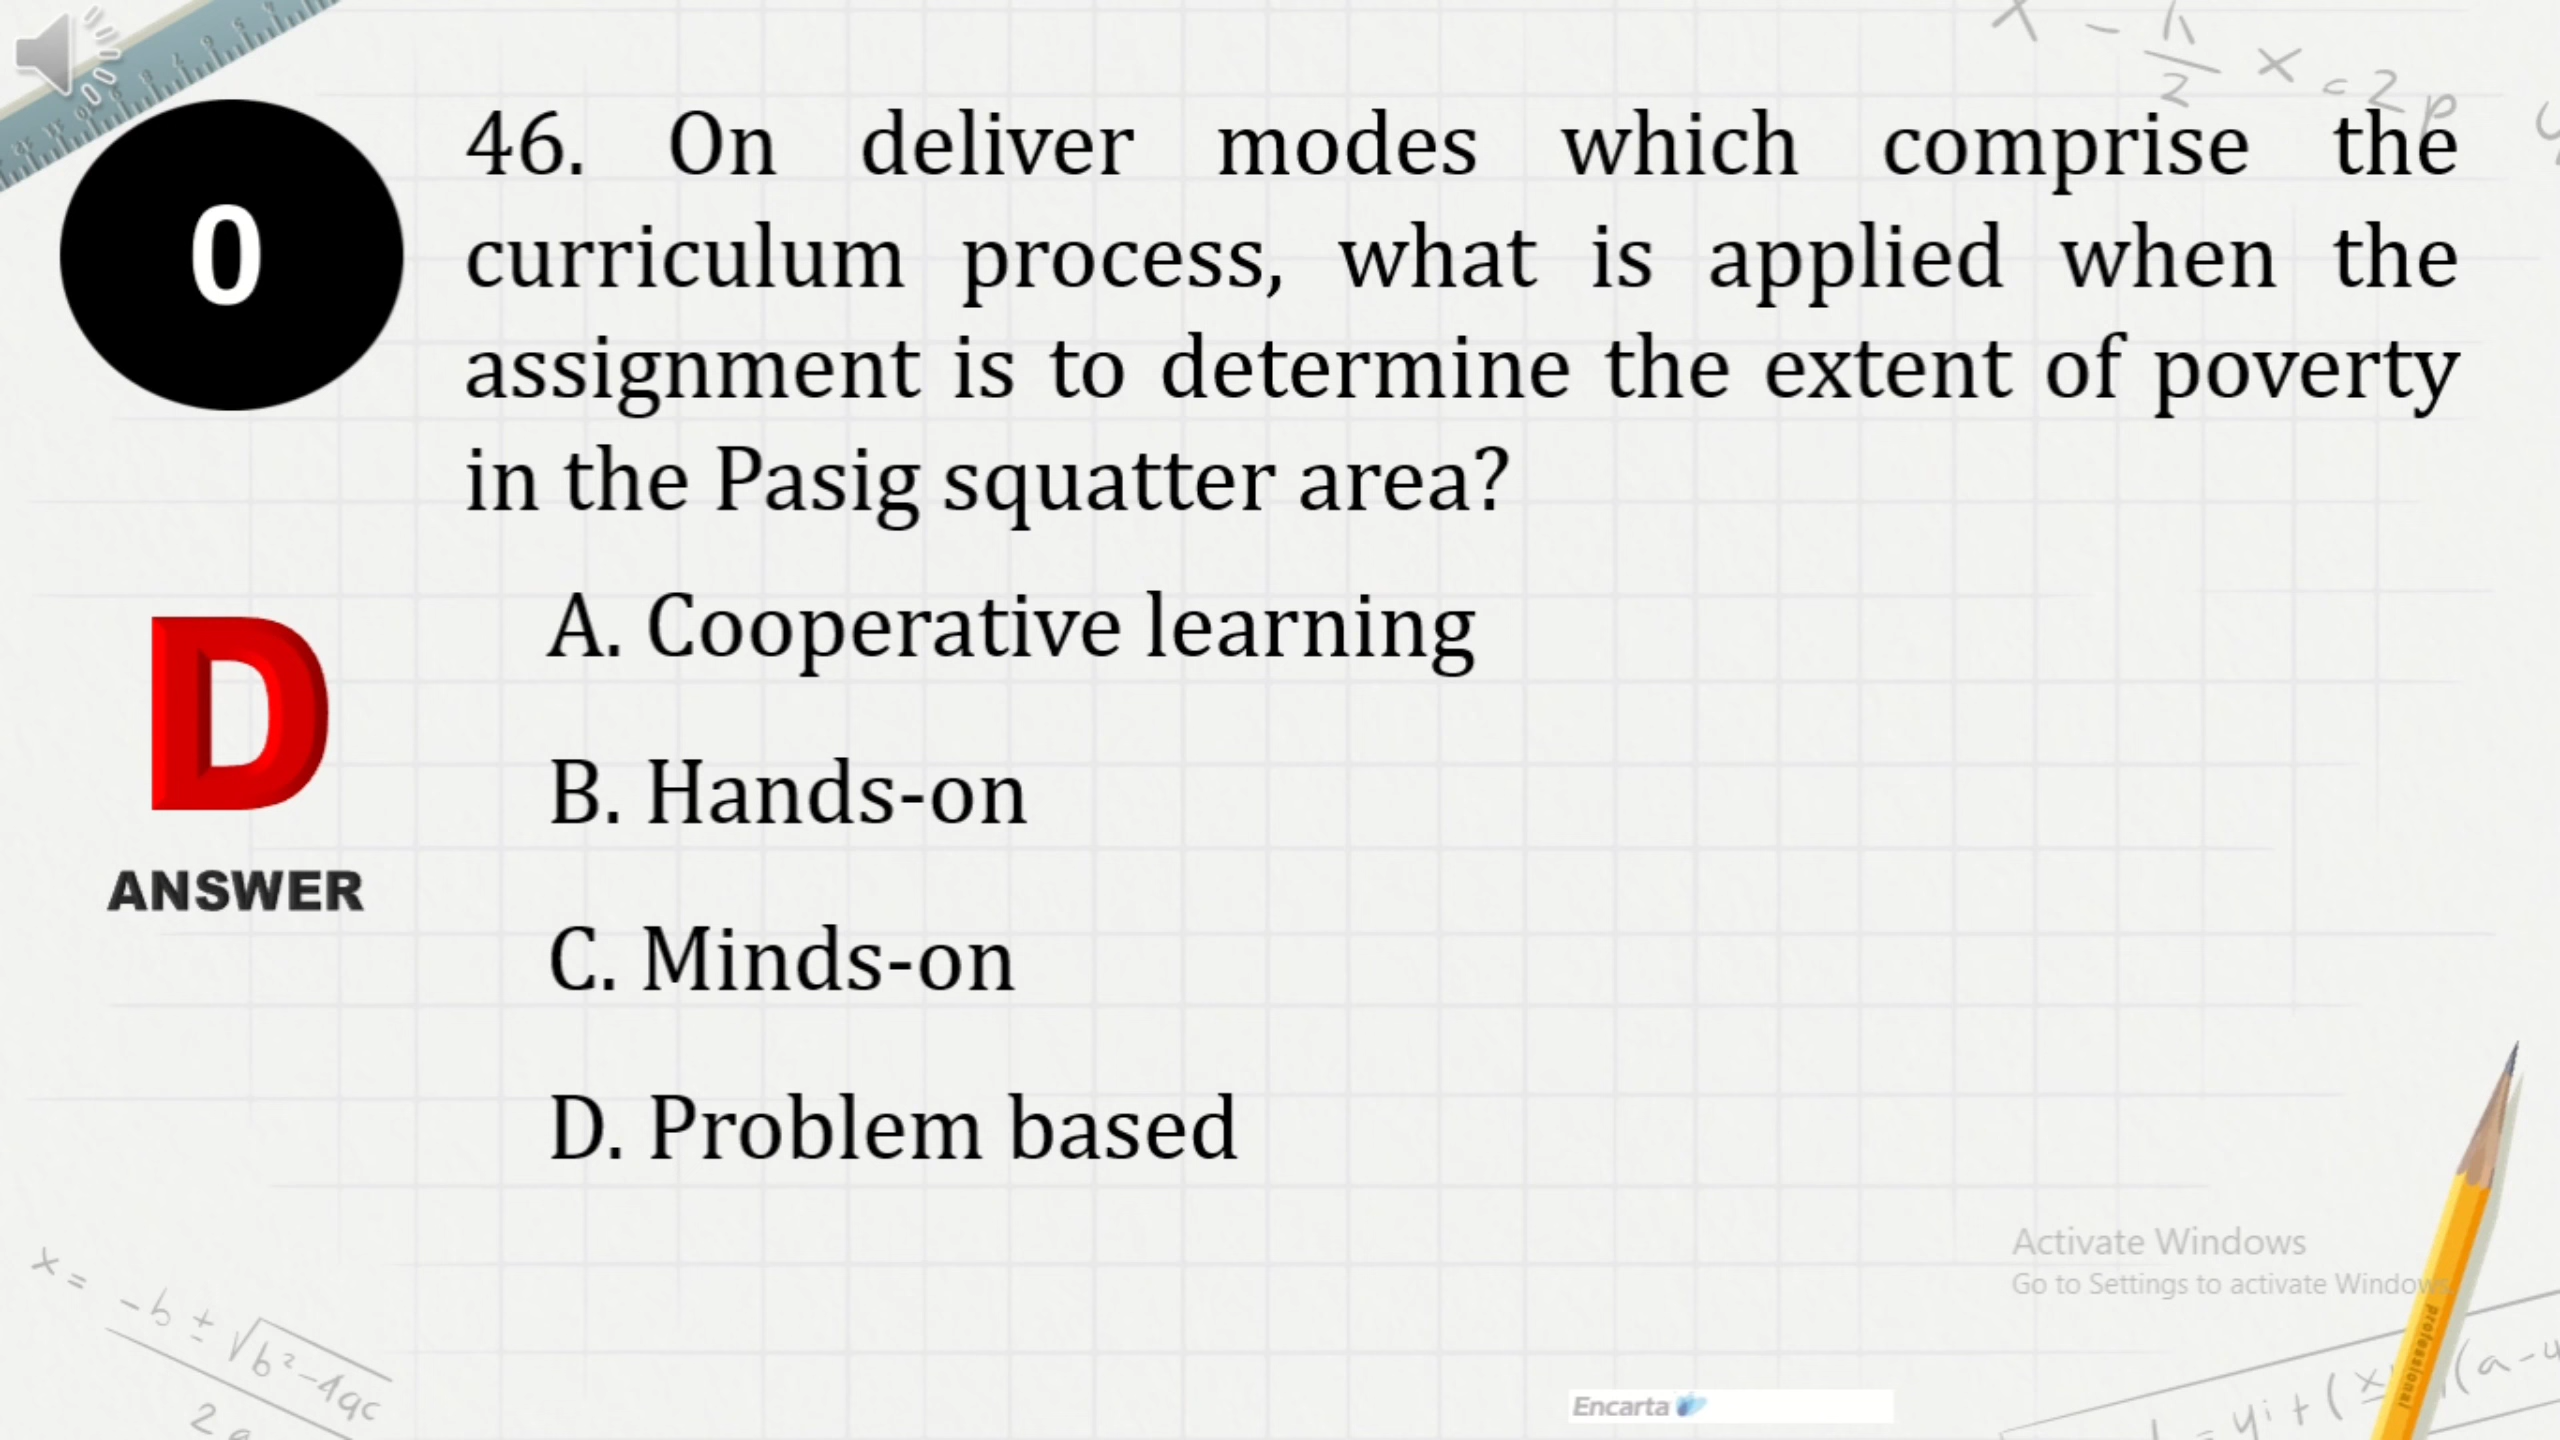 0
46. On deliver modes which comprise the
curriculum process, what is applied when the
assignment is to determine the extent of poverty
in the Pasig squatter area?
A. Cooperative learning
B. Hands-on
C. Minds-on
D. Problem based
D
ANSWER
Activate Windows
Go to Settings to activate Windows
professional
Encarta